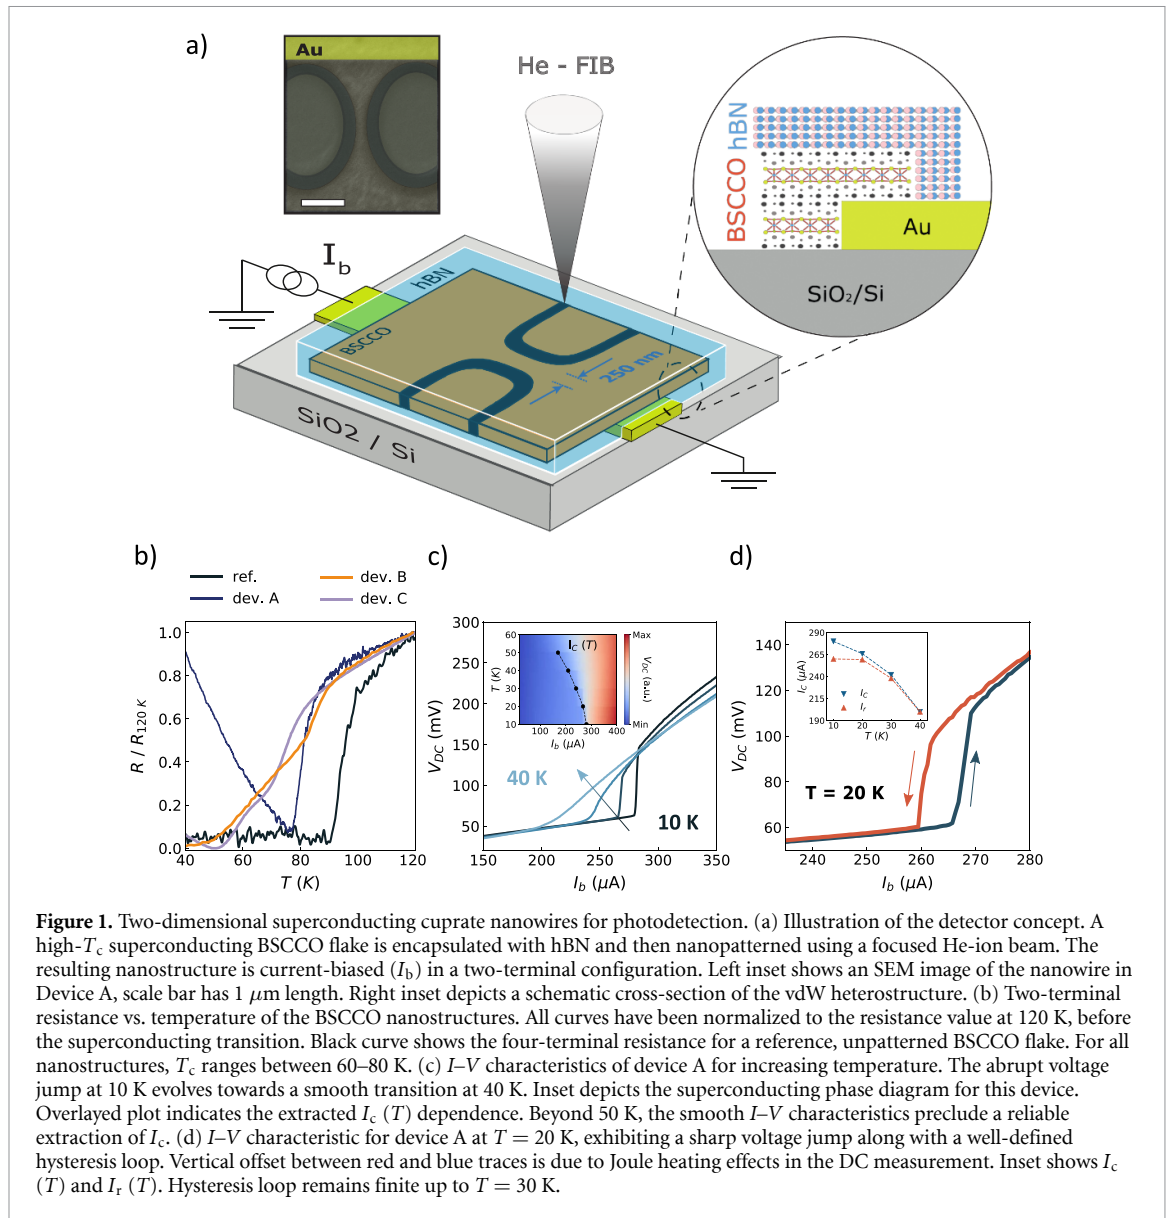 a)
Au
He - FIB
hBN
BSCCO
Au
SiO₂/Si
I_b
hBN
BSCCO
250 nm
SiO2 / Si
b)
ref.
dev. B
dev. A
dev. C
1.0
0.8
0.6
0.4
0.2
0.0
R / R_120 K
40
60
80
100
120
T (K)
c)
300
250
200
150
100
50
V_DC (mV)
60
50
40
30
20
10
T (K)
I_C (T)
0
200
400
I_b (μA)
Max
Min
V_DC (a.u.)
40 K
10 K
150
200
250
300
350
I_b (μA)
d)
140
120
100
80
60
V_DC (mV)
290
265
240
215
190
I_c (μA)
I_c
I_r
10
20
30
40
T (K)
T = 20 K
240
250
260
270
280
I_b (μA)
Figure 1. Two-dimensional superconducting cuprate nanowires for photodetection. (a) Illustration of the detector concept. A
high-T_c superconducting BSCCO flake is encapsulated with hBN and then nanopatterned using a focused He-ion beam. The
resulting nanostructure is current-biased (I_b) in a two-terminal configuration. Left inset shows an SEM image of the nanowire in
Device A, scale bar has 1 μm length. Right inset depicts a schematic cross-section of the vdW heterostructure. (b) Two-terminal
resistance vs. temperature of the BSCCO nanostructures. All curves have been normalized to the resistance value at 120 K, before
the superconducting transition. Black curve shows the four-terminal resistance for a reference, unpatterned BSCCO flake. For all
nanostructures, T_c ranges between 60–80 K. (c) I–V characteristics of device A for increasing temperature. The abrupt voltage
jump at 10 K evolves towards a smooth transition at 40 K. Inset depicts the superconducting phase diagram for this device.
Overlayed plot indicates the extracted I_c (T) dependence. Beyond 50 K, the smooth I–V characteristics preclude a reliable
extraction of I_c. (d) I–V characteristic for device A at T = 20 K, exhibiting a sharp voltage jump along with a well-defined
hysteresis loop. Vertical offset between red and blue traces is due to Joule heating effects in the DC measurement. Inset shows I_c
(T) and I_r (T). Hysteresis loop remains finite up to T = 30 K.